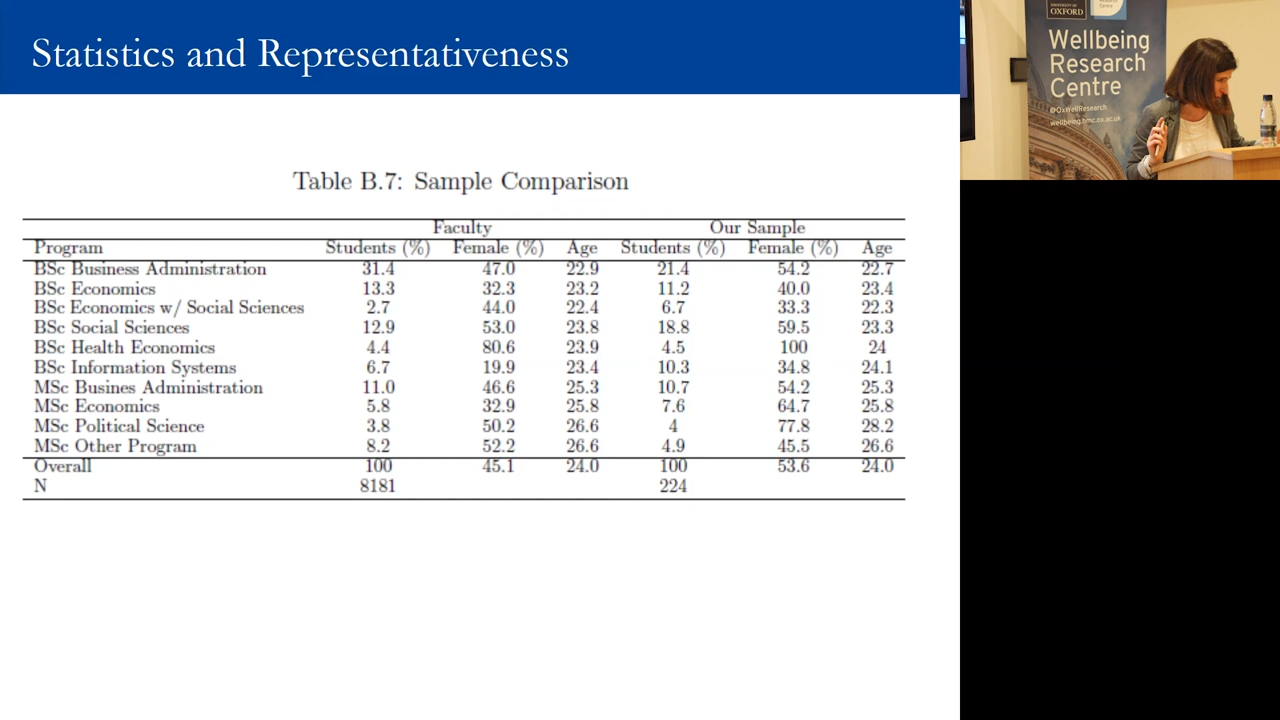 Statistics and Representativeness
Table B.7: Sample Comparison
Faculty Our Sample
Program Students (%) Female (%) Age Students (%) Female (%) Age
BSc Business Administration 31.4 47.0 22.9 21.4 54.2 22.7
BSc Economics 13.3 32.3 23.2 11.2 40.0 23.4
BSc Economics w/ Social Sciences 2.7 44.0 22.4 6.7 33.3 22.3
BSc Social Sciences 12.9 53.0 23.8 18.8 59.5 23.3
BSc Health Economics 4.4 80.6 23.9 4.5 100 24
BSc Information Systems 6.7 19.9 23.4 10.3 34.8 24.1
MSc Busines Administration 11.0 46.6 25.3 10.7 54.2 25.3
MSc Economics 5.8 32.9 25.8 7.6 64.7 25.8
MSc Political Science 3.8 50.2 26.6 4 77.8 28.2
MSc Other Program 8.2 52.2 26.6 4.9 45.5 26.6
Overall 100 45.1 24.0 100 53.6 24.0
N 8181 224
UNIVERSITY OF
OXFORD
Research
Centre
Wellbeing
Research
Centre
@OxWellResearch
wellbeing.hmc.ox.ac.uk